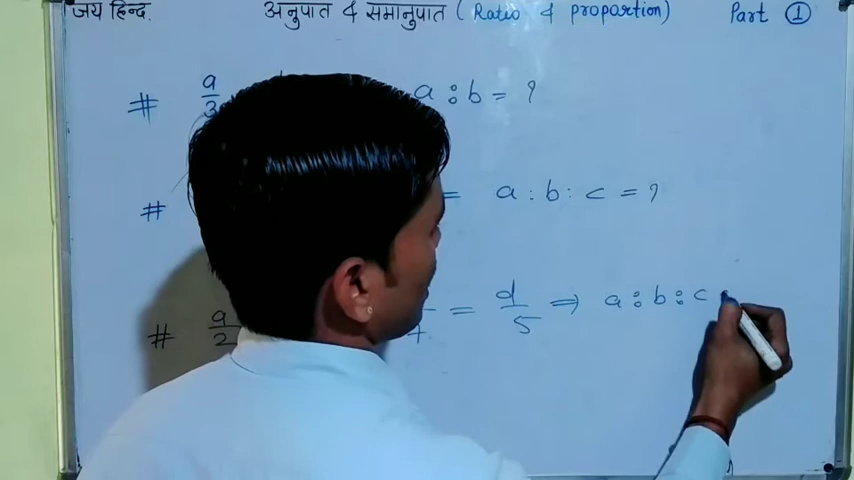 जय हिन्द. अनुपात & समानुपात (Ratio & proportion) Part ①
# a/3 a : b = ?
# = a : b : c = ?
# a/2 = d/5 ⇒ a : b : c :